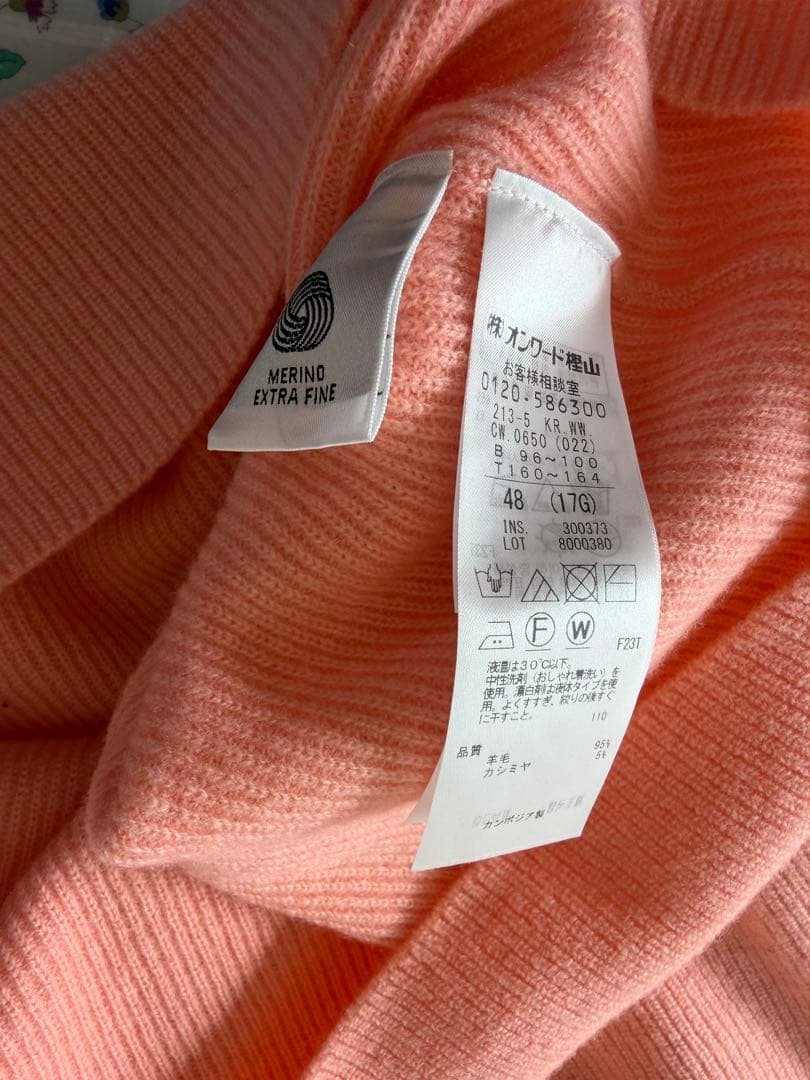 MERINO
EXTRA FINE
㈱オンワード樫山
お客様相談室
0120-586300
213-5 KR.WW.
CW.0650 (022)
B 96~100
T160~164
48 (17G)
INS. 300373
LOT 8000380
F W
F23T
液温は30℃以下。
中性洗剤（おしゃれ着洗い）を
使用。漂白剤は液体タイプを使
用。よくすすぎ、絞りの後すぐ
に干すこと。
110
品質
羊毛 95%
カシミヤ 5%
カンボジア製